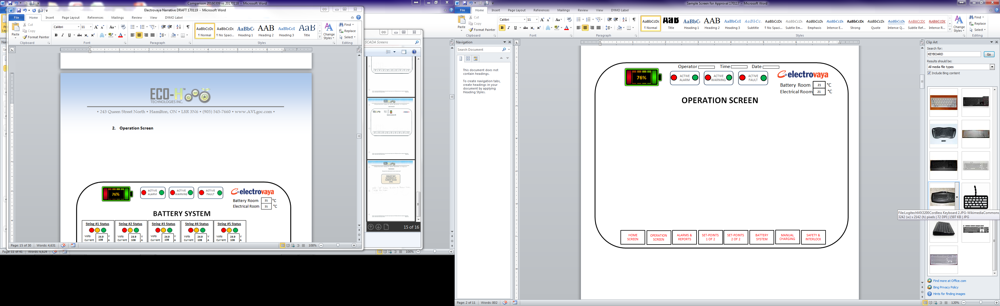 Comparison 20160309 vs 20170118 - Microsoft Word
Electrovaya Narrative DRAFT 170119 - Microsoft Word
File Home Insert Page Layout References Mailings Review View DYMO Label
Cut
Copy
Paste
Format Painter
Clipboard
Calibri 11
Font
Paragraph
AaBbCcDc AaBbCcDc AaBbC AAB AaBbCcI AaB
¶ Normal ¶ No Spaci... Heading 1 Heading 2 Heading 3 Title
Change Styles
Styles
Find
Replace
Select
Editing
ECO-H™
TECHNOLOGIES INC.
• 243 Queen Street North • Hamilton, ON • L8R 3N6 • (905) 545-7660 • www.AVLgoc.com •
2. Operation Screen
76%
ACTIVE ALARM
ACTIVE WARNING
ACTIVE FAULT
electrovaya
Battery Room 21 °C
Electrical Room 21 °C
BATTERY SYSTEM
String #1 Status String #2 Status String #3 Status String #4 Status String #5 Status
Volts 24.9 V Volts 24.9 V Volts 24.9 V Volts 24.9 V Volts 24.9 V
Current 108 A Current 108 A Current 108 A Current 108 A Current 108 A
Page: 15 of 30 Words: 4,631 108%
Page: 11 of 41 Words: 6,624 100%
SCADA Screens
REQUEST NOT AUTHORIZED AT CURRENT ACCESS LEVEL
15 of 16
Sample Screen for Approval 170117 - Microsoft Word
File Home Insert Page Layout References Mailings Review View DYMO Label
Cut
Copy
Paste
Format Painter
Clipboard
Calibri 11
Font
Paragraph
AaBbCcDc AaB AaBbC AAB AaBbCcI AaBbCc. AaBbCcDc AaBbCcDc AaBbCcDc AaBbCcDc AaBbCcDc AaBbCcDc AaBbCcDc AABBCCDC AABBCCDC
¶ Normal Title Heading 1 Heading 2 Heading 3 Subtitle ¶ No Spaci... Subtle Em... Emphasis Intense E... Strong Quote Intense Q... Subtle Ref... Intense R...
Change Styles
Styles
Find
Replace
Select
Editing
Navigation
Search Document
This document does not contain headings.
To create navigation tabs, create headings in your document by applying Heading Styles.
Operator Time Date
76%
ACTIVE ALARM
ACTIVE WARNING
ACTIVE FAULT
electrovaya
Battery Room 21 °C
Electrical Room 21 °C
OPERATION SCREEN
HOME SCREEN
OPERATION SCREEN
ALARMS & REPORTS
SET-POINTS 1 OF 2
SET-POINTS 2 OF 2
BATTERY SYSTEM
MANUAL CHARGING
SAFETY & INTERLOCK
Page: 2 of 11 Words: 802 120%
Clip Art
Search for:
KEYBOARD Go
Results should be:
All media file types
Include Bing content
File:LogitechMX3200Cordless Keyboard 2.JPG-WikimediaCommons
3242 (w) x 2142 (h) pixels | 72 DPI | 1597 KB | JPG
Find more at Office.com
Bing Privacy Policy
Hints for finding images